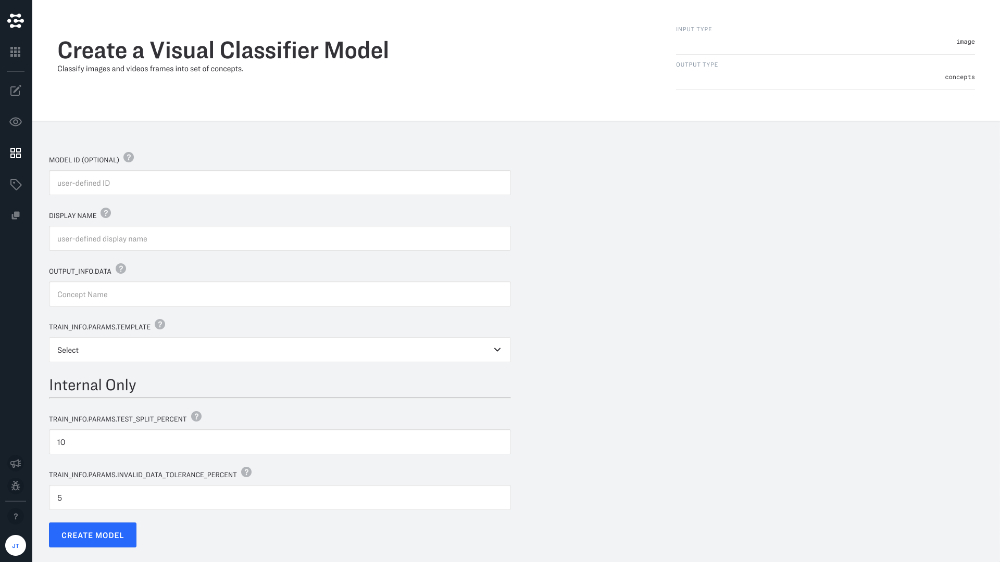 Create a Visual Classifier Model
Classify images and videos frames into set of concepts.
INPUT TYPE
image
OUTPUT TYPE
concepts
MODEL ID (OPTIONAL) ?
user-defined ID
DISPLAY NAME ?
user-defined display name
OUTPUT_INFO.DATA ?
Concept Name
TRAIN_INFO.PARAMS.TEMPLATE ?
Select
Internal Only
TRAIN_INFO.PARAMS.TEST_SPLIT_PERCENT ?
10
TRAIN_INFO.PARAMS.INVALID_DATA_TOLERANCE_PERCENT ?
5
CREATE MODEL
?
JT